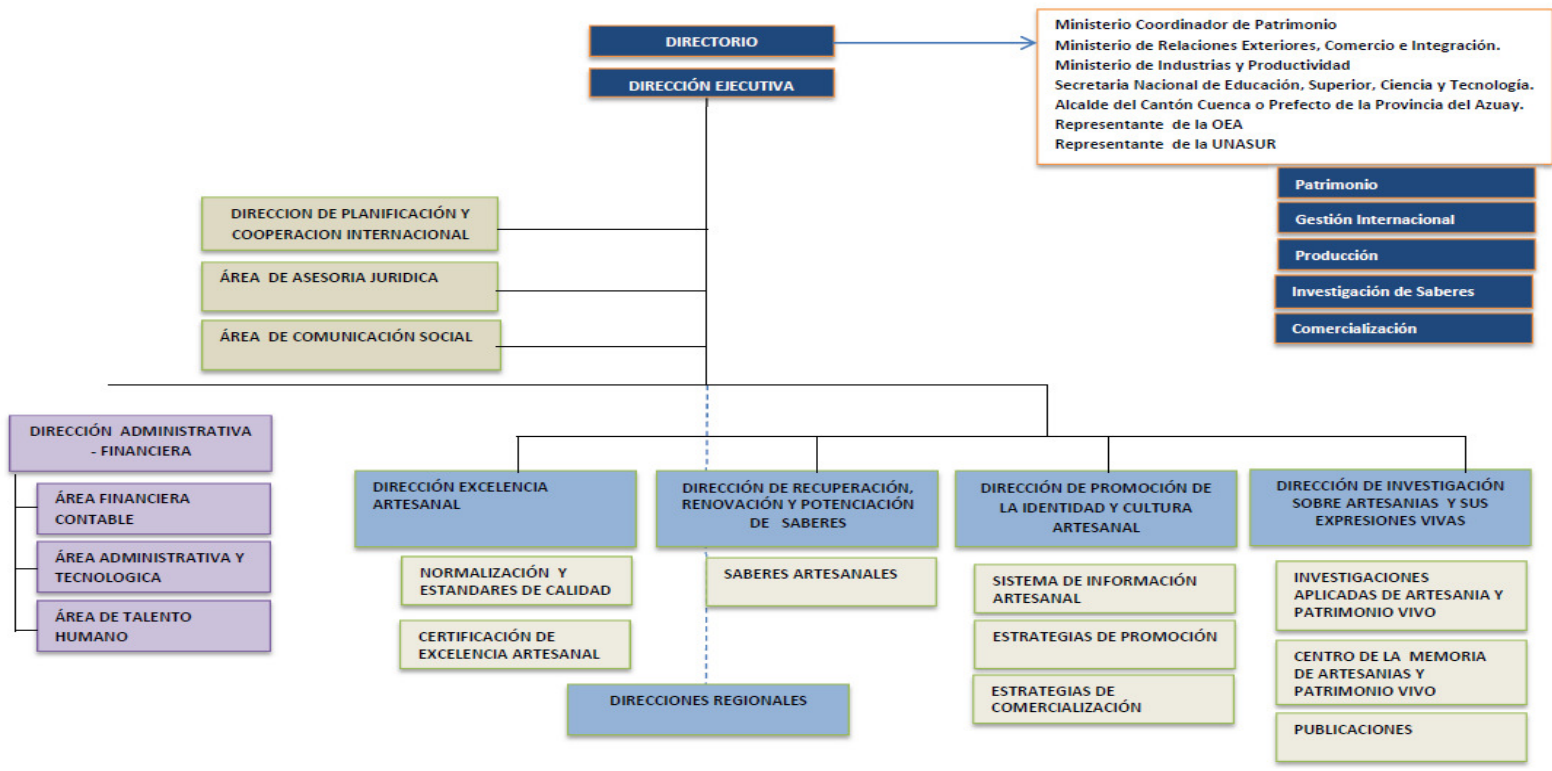 DIRECTORIO
DIRECCIÓN EJECUTIVA
Ministerio Coordinador de Patrimonio
Ministerio de Relaciones Exteriores, Comercio e Integración.
Ministerio de Industrias y Productividad
Secretaria Nacional de Educación, Superior, Ciencia y Tecnología.
Alcalde del Cantón Cuenca o Prefecto de la Provincia del Azuay.
Representante de la OEA
Representante de la UNASUR
Patrimonio
Gestión Internacional
Producción
Investigación de Saberes
Comercialización
DIRECCION DE PLANIFICACIÓN Y
COOPERACION INTERNACIONAL
ÁREA DE ASESORIA JURIDICA
ÁREA DE COMUNICACIÓN SOCIAL
DIRECCIÓN ADMINISTRATIVA
- FINANCIERA
ÁREA FINANCIERA
CONTABLE
ÁREA ADMINISTRATIVA Y
TECNOLOGICA
ÁREA DE TALENTO
HUMANO
DIRECCIÓN EXCELENCIA
ARTESANAL
NORMALIZACIÓN Y
ESTANDARES DE CALIDAD
CERTIFICACIÓN DE
EXCELENCIA ARTESANAL
DIRECCIÓN DE RECUPERACIÓN,
RENOVACIÓN Y POTENCIACIÓN
DE SABERES
SABERES ARTESANALES
DIRECCIÓN DE PROMOCIÓN DE
LA IDENTIDAD Y CULTURA
ARTESANAL
SISTEMA DE INFORMACIÓN
ARTESANAL
ESTRATEGIAS DE PROMOCIÓN
ESTRATEGIAS DE
COMERCIALIZACIÓN
DIRECCIÓN DE INVESTIGACIÓN
SOBRE ARTESANIAS Y SUS
EXPRESIONES VIVAS
INVESTIGACIONES
APLICADAS DE ARTESANIA Y
PATRIMONIO VIVO
CENTRO DE LA MEMORIA
DE ARTESANIAS Y
PATRIMONIO VIVO
PUBLICACIONES
DIRECCIONES REGIONALES